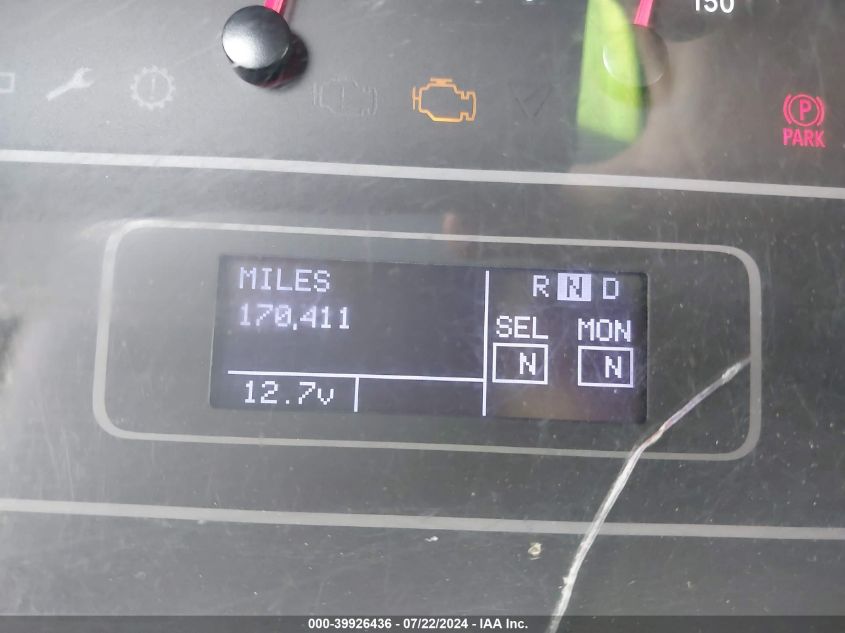 150
P
PARK
MILES
170,411
R N D
SEL MON
N N
12.7v
000-39926436 - 07/22/2024 - IAA Inc.